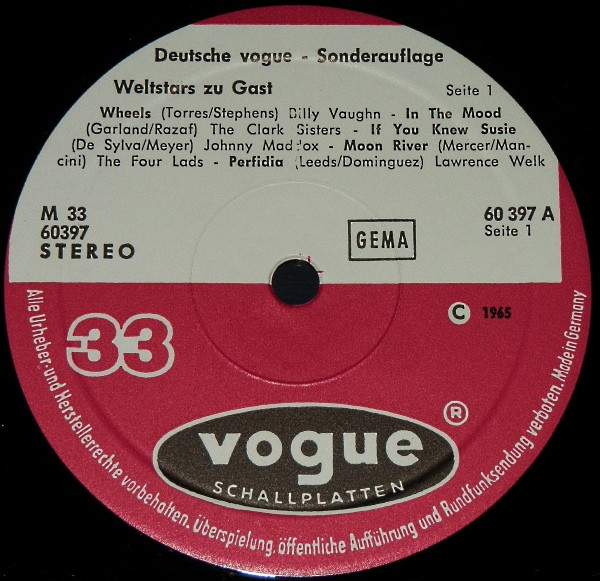 Deutsche vogue - Sonderauflage
Weltstars zu Gast Seite 1
Wheels (Torres/Stephens) Billy Vaughn - In The Mood
(Garland/Razaf) The Clark Sisters - If You Knew Susie
(De Sylva/Meyer) Johnny Maddox - Moon River (Mercer/Man-
cini) The Four Lads - Perfidia (Leeds/Dominguez) Lawrence Welk
M 33 60 397 A
60397 GEMA Seite 1
STEREO
C 1965
33
vogue ®
SCHALLPLATTEN
Alle Urheber- und Herstellerrechte vorbehalten. Überspielung, öffentliche Aufführung und Rundfunksendung verboten. Made in Germany